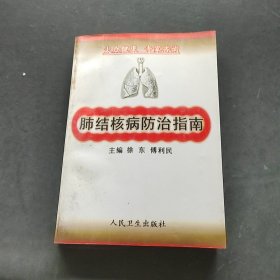 肺结核病防治指南
主编 徐东 傅利民
人民卫生出版社